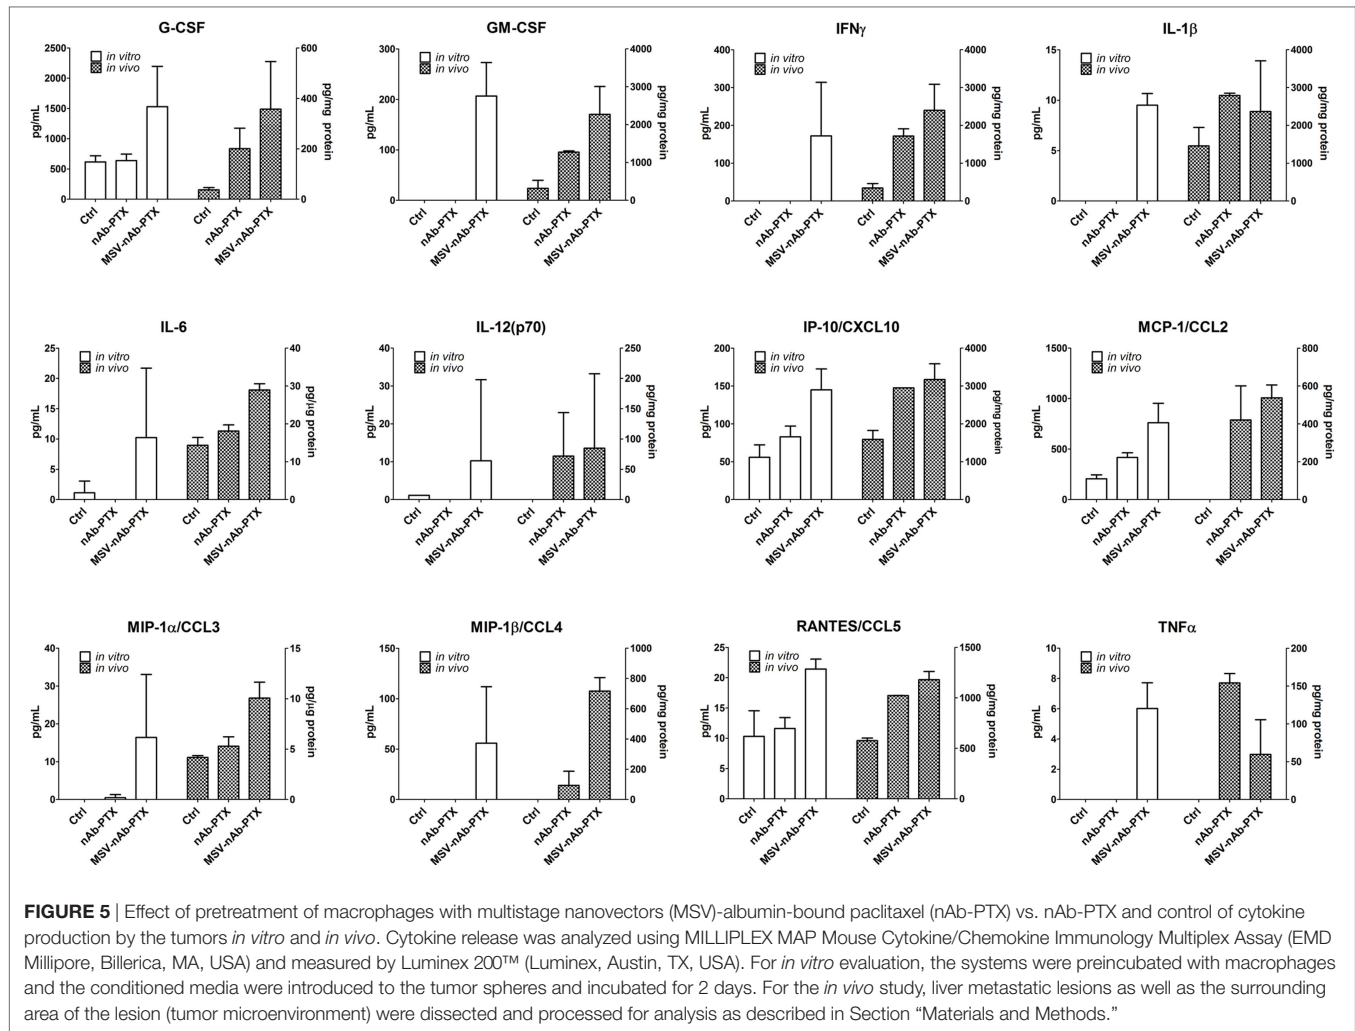 G-CSF
in vitro
in vivo
2500
2000
1500
1000
500
0
pg/mL
600
400
200
0
pg/mg protein
Ctrl
nAb-PTX
MSV-nAb-PTX
Ctrl
nAb-PTX
MSV-nAb-PTX
GM-CSF
in vitro
in vivo
300
200
100
0
pg/mL
4000
3000
2000
1000
0
pg/mg protein
Ctrl
nAb-PTX
MSV-nAb-PTX
Ctrl
nAb-PTX
MSV-nAb-PTX
IFNγ
in vitro
in vivo
400
300
200
100
0
pg/mL
4000
3000
2000
1000
0
pg/mg protein
Ctrl
nAb-PTX
MSV-nAb-PTX
Ctrl
nAb-PTX
MSV-nAb-PTX
IL-1β
in vitro
in vivo
15
10
5
0
pg/mL
4000
3000
2000
1000
0
pg/mg protein
Ctrl
nAb-PTX
MSV-nAb-PTX
Ctrl
nAb-PTX
MSV-nAb-PTX
IL-6
in vitro
in vivo
25
20
15
10
5
0
pg/mL
40
30
20
10
0
pg/µg protein
Ctrl
nAb-PTX
MSV-nAb-PTX
Ctrl
nAb-PTX
MSV-nAb-PTX
IL-12(p70)
in vitro
in vivo
40
30
20
10
0
pg/mL
250
200
150
100
50
0
pg/mg protein
Ctrl
nAb-PTX
MSV-nAb-PTX
Ctrl
nAb-PTX
MSV-nAb-PTX
IP-10/CXCL10
in vitro
in vivo
200
150
100
50
0
pg/mL
4000
3000
2000
1000
0
pg/mg protein
Ctrl
nAb-PTX
MSV-nAb-PTX
Ctrl
nAb-PTX
MSV-nAb-PTX
MCP-1/CCL2
in vitro
in vivo
1500
1000
500
0
pg/mL
800
600
400
200
0
pg/mg protein
Ctrl
nAb-PTX
MSV-nAb-PTX
Ctrl
nAb-PTX
MSV-nAb-PTX
MIP-1α/CCL3
in vitro
in vivo
40
30
20
10
0
pg/mL
15
10
5
0
pg/µg protein
Ctrl
nAb-PTX
MSV-nAb-PTX
Ctrl
nAb-PTX
MSV-nAb-PTX
MIP-1β/CCL4
in vitro
in vivo
150
100
50
0
pg/mL
1000
800
600
400
200
0
pg/mg protein
Ctrl
nAb-PTX
MSV-nAb-PTX
Ctrl
nAb-PTX
MSV-nAb-PTX
RANTES/CCL5
in vitro
in vivo
25
20
15
10
5
0
pg/mL
1500
1000
500
0
pg/mg protein
Ctrl
nAb-PTX
MSV-nAb-PTX
Ctrl
nAb-PTX
MSV-nAb-PTX
TNFα
in vitro
in vivo
10
8
6
4
2
0
pg/mL
200
150
100
50
0
pg/mg protein
Ctrl
nAb-PTX
MSV-nAb-PTX
Ctrl
nAb-PTX
MSV-nAb-PTX
FIGURE 5 | Effect of pretreatment of macrophages with multistage nanovectors (MSV)-albumin-bound paclitaxel (nAb-PTX) vs. nAb-PTX and control of cytokine
production by the tumors in vitro and in vivo. Cytokine release was analyzed using MILLIPLEX MAP Mouse Cytokine/Chemokine Immunology Multiplex Assay (EMD
Millipore, Billerica, MA, USA) and measured by Luminex 200™ (Luminex, Austin, TX, USA). For in vitro evaluation, the systems were preincubated with macrophages
and the conditioned media were introduced to the tumor spheres and incubated for 2 days. For the in vivo study, liver metastatic lesions as well as the surrounding
area of the lesion (tumor microenvironment) were dissected and processed for analysis as described in Section “Materials and Methods.”